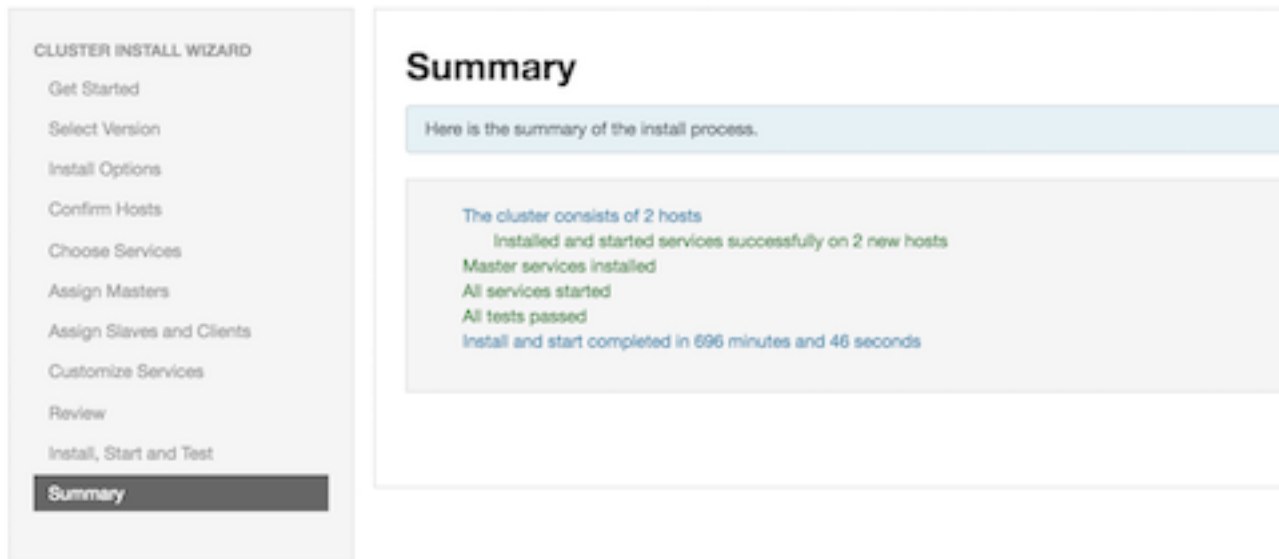 CLUSTER INSTALL WIZARD
Get Started
Select Version
Install Options
Confirm Hosts
Choose Services
Assign Masters
Assign Slaves and Clients
Customize Services
Review
Install, Start and Test
Summary
Summary
Here is the summary of the install process.
The cluster consists of 2 hosts
Installed and started services successfully on 2 new hosts
Master services installed
All services started
All tests passed
Install and start completed in 696 minutes and 46 seconds